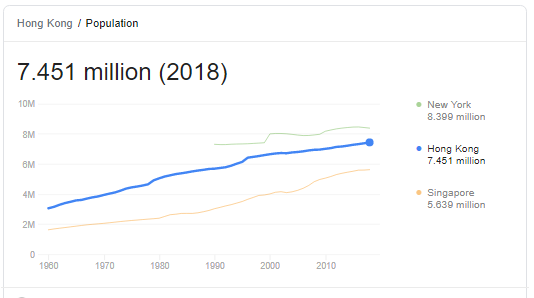 Hong Kong / Population
7.451 million (2018)
10M
8M
6M
4M
2M
0
1960 1970 1980 1990 2000 2010
New York
8.399 million
Hong Kong
7.451 million
Singapore
5.639 million